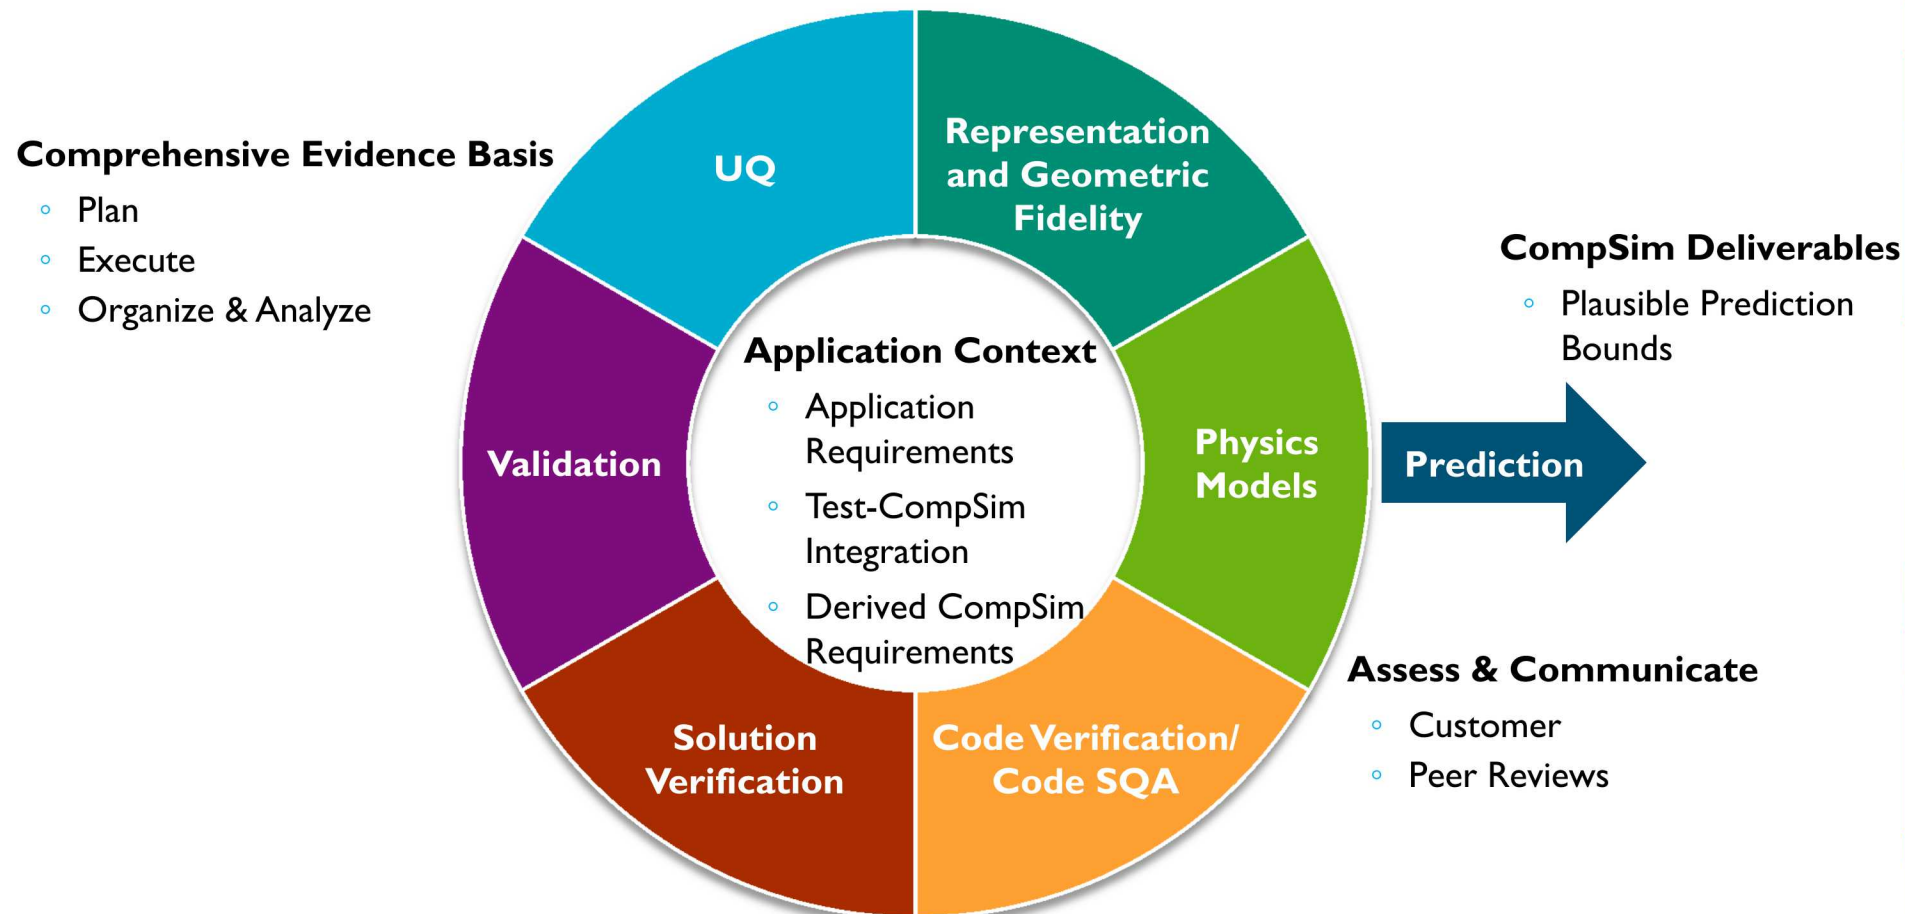 Comprehensive Evidence Basis
Plan
Execute
Organize & Analyze
UQ
Representation
and Geometric
Fidelity
Validation
Application Context
Application
Requirements
Test-CompSim
Integration
Derived CompSim
Requirements
Physics
Models
Solution
Verification
Code Verification/
Code SQA
CompSim Deliverables
Plausible Prediction
Bounds
Prediction
Assess & Communicate
Customer
Peer Reviews